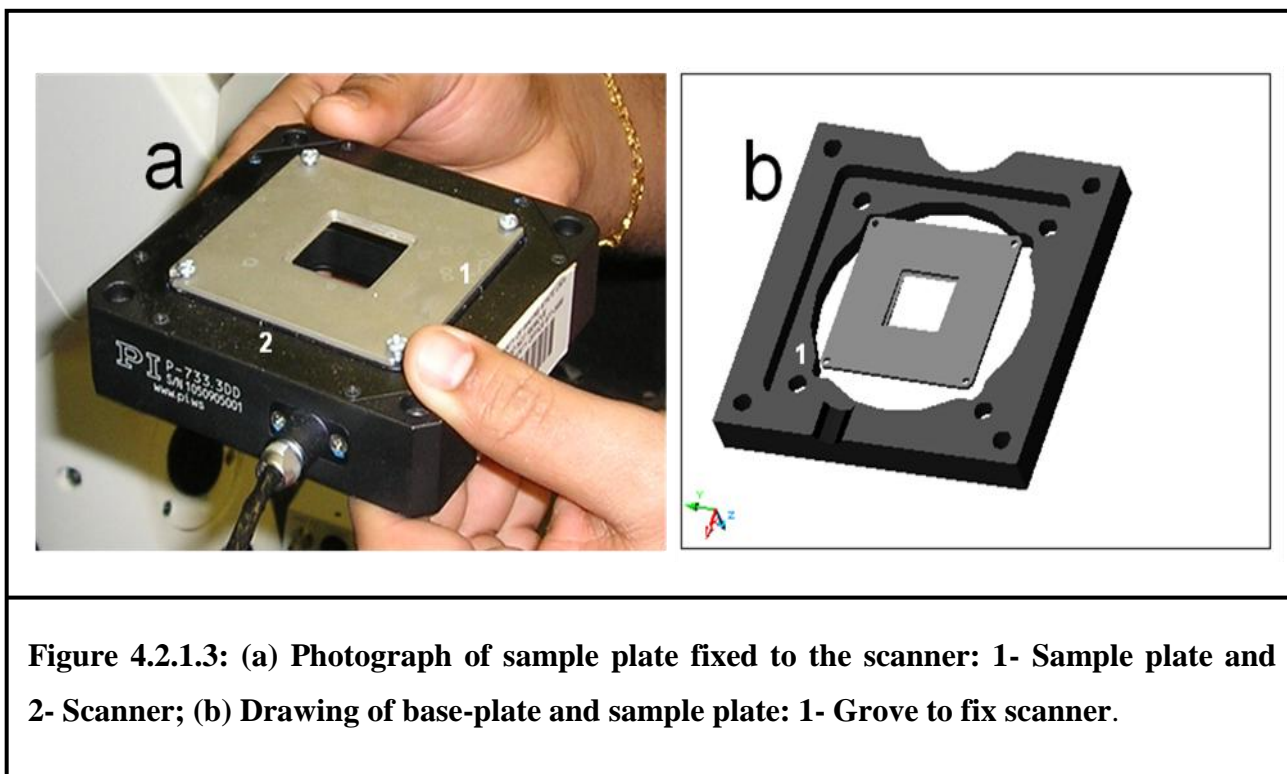 a
1
2
PI P-733.3DD
S/N 1050905001
www.pi.ws
b
1
Y
Z
Figure 4.2.1.3: (a) Photograph of sample plate fixed to the scanner: 1- Sample plate and
2- Scanner; (b) Drawing of base-plate and sample plate: 1- Grove to fix scanner.